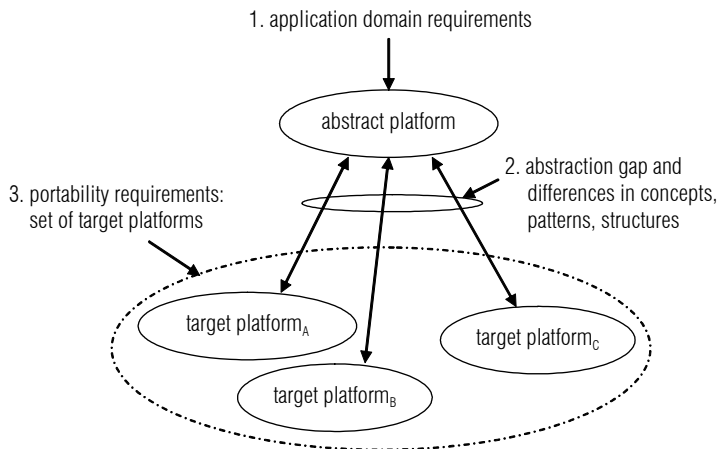 1. application domain requirements
abstract platform
2. abstraction gap and
differences in concepts,
patterns, structures
3. portability requirements:
set of target platforms
target platformA
target platformC
target platformB